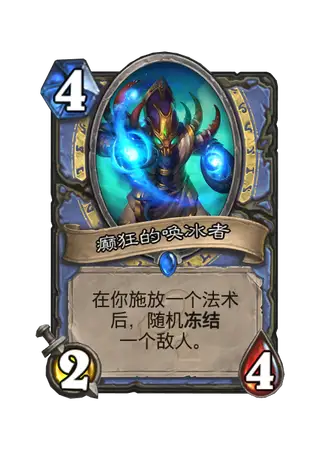 4
癫狂的唤冰者
在你施放一个法术
后，随机冻结
一个敌人。
2
4